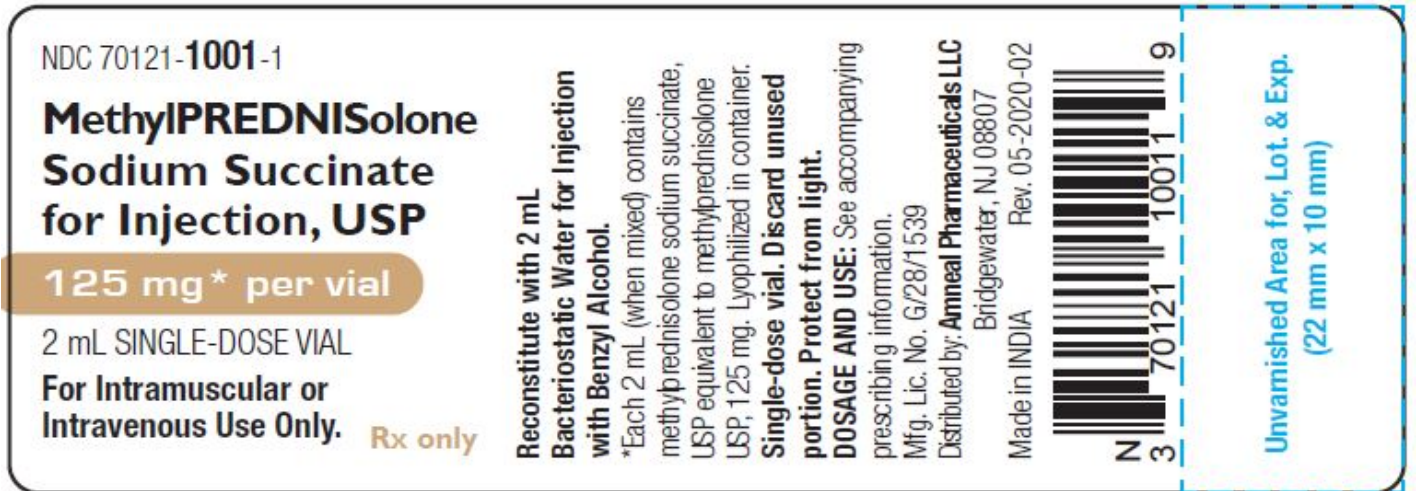 NDC 70121-1001-1
MethylPREDNISolone
Sodium Succinate
for Injection, USP
125 mg* per vial
2 mL SINGLE-DOSE VIAL
For Intramuscular or
Intravenous Use Only.
Rx only
Reconstitute with 2 mL
Bacteriostatic Water for Injection
with Benzyl Alcohol.
*Each 2 mL (when mixed) contains
methylprednisolone sodium succinate,
USP equivalent to methylprednisolone
USP, 125 mg. Lyophilized in container.
Single-dose vial. Discard unused
portion. Protect from light.
DOSAGE AND USE: See accompanying
prescribing information.
Mfg. Lic. No. G/28/1539
Distributed by: Amneal Pharmaceuticals LLC
Bridgewater, NJ 08807
Made in INDIA Rev. 05-2020-02
N
3 70121 10011 9
Unvarnished Area for, Lot. & Exp.
(22 mm x 10 mm)